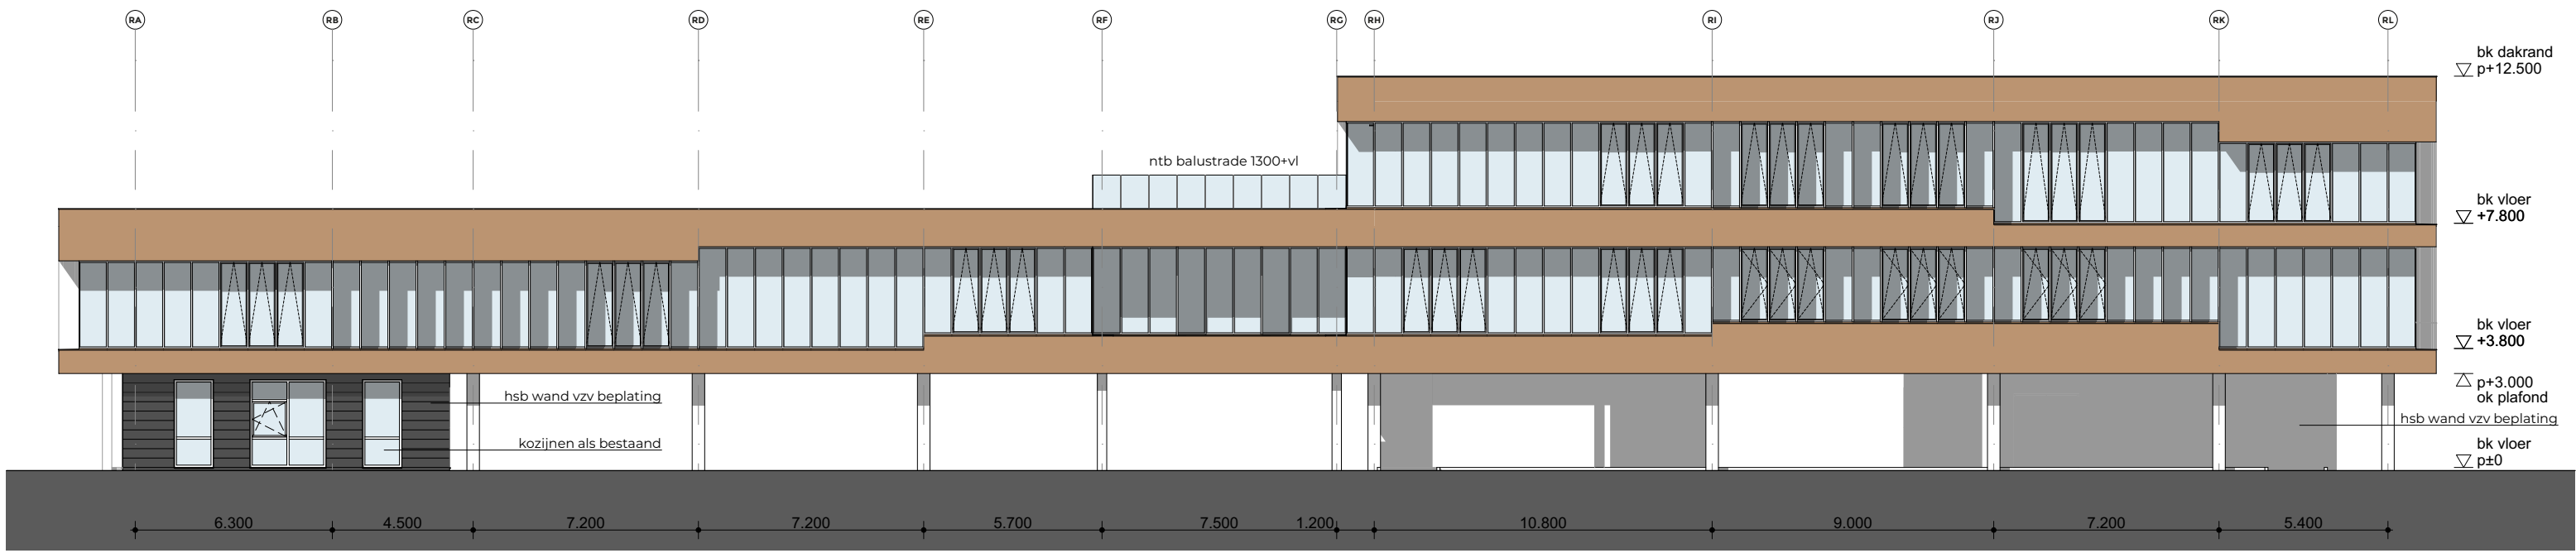 RA RB RC RD RE RF RG RH RI RJ RK RL
bk dakrand
p+12.500
ntb balustrade 1300+vl
bk vloer
+7.800
bk vloer
+3.800
p+3.000
ok plafond
hsb wand vzv beplating
hsb wand vzv beplating
kozijnen als bestaand
bk vloer
p±0
6.300 4.500 7.200 7.200 5.700 7.500 1.200 10.800 9.000 7.200 5.400